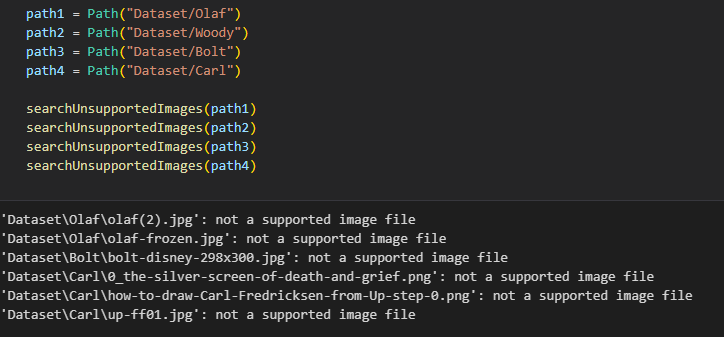 path1 = Path("Dataset/Olaf")
path2 = Path("Dataset/Woody")
path3 = Path("Dataset/Bolt")
path4 = Path("Dataset/Carl")
searchUnsupportedImages(path1)
searchUnsupportedImages(path2)
searchUnsupportedImages(path3)
searchUnsupportedImages(path4)
'Dataset\Olaf\olaf(2).jpg': not a supported image file
'Dataset\Olaf\olaf-frozen.jpg': not a supported image file
'Dataset\Bolt\bolt-disney-298x300.jpg': not a supported image file
'Dataset\Carl\0_the-silver-screen-of-death-and-grief.png': not a supported image file
'Dataset\Carl\how-to-draw-Carl-Fredricksen-from-Up-step-0.png': not a supported image file
'Dataset\Carl\up-ff01.jpg': not a supported image file